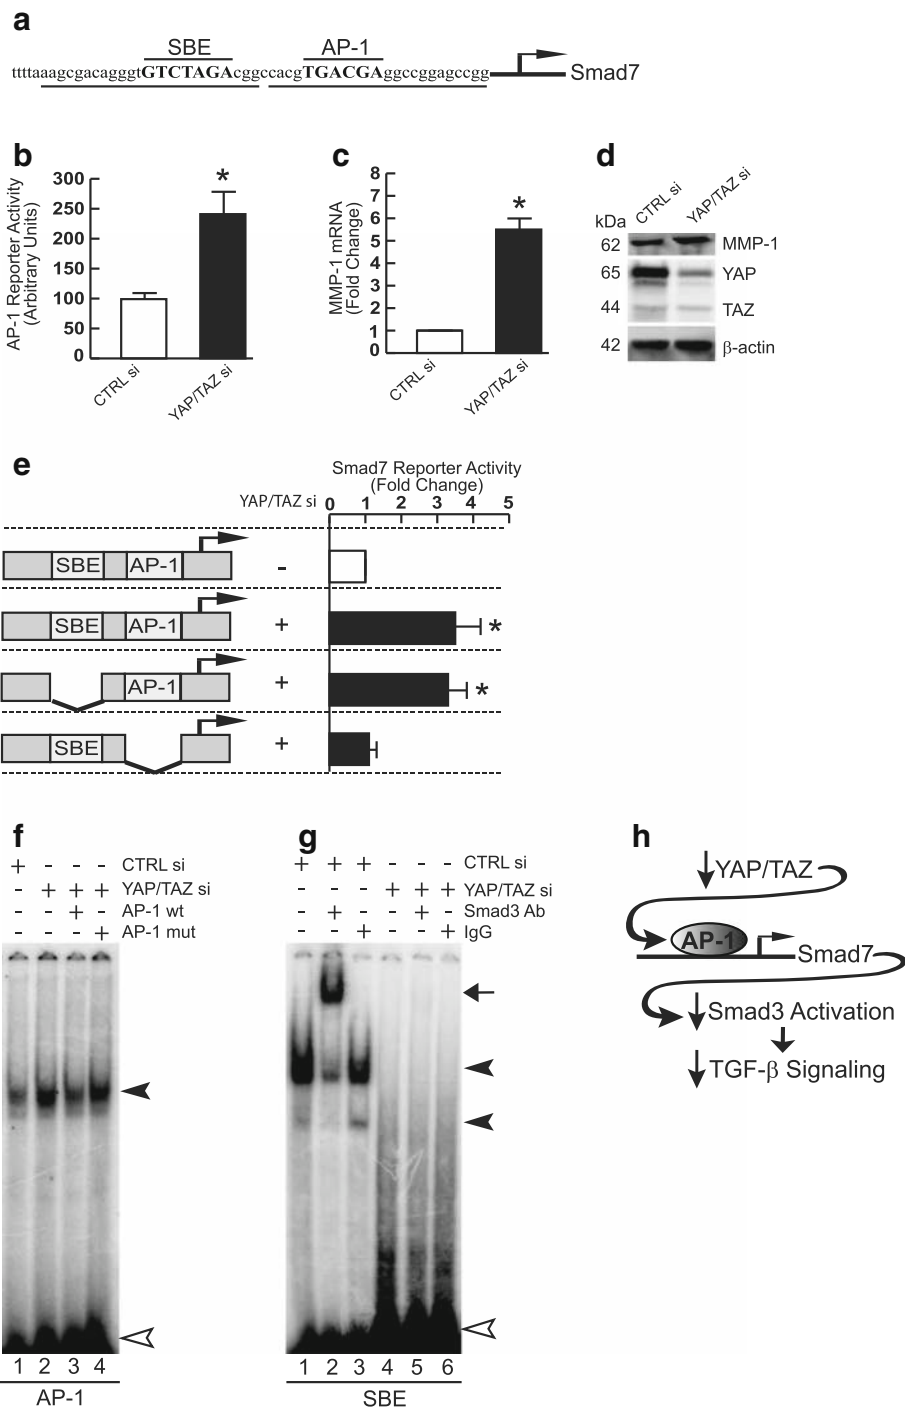 a
SBE AP-1
ttttaaagcgacagggtGTCTAGAcggccacgTGACGAggccggagccgg Smad7
b
AP-1 Reporter Activity
(Arbitrary Units)
300
250
200
150
100
50
0
CTRL si
YAP/TAZ si
*
c
MMP-1 mRNA
(Fold Change)
8
7
6
5
4
3
2
1
0
CTRL si
YAP/TAZ si
*
d
CTRL si
YAP/TAZ si
kDa
62 MMP-1
65 YAP
44 TAZ
42 β-actin
e
Smad7 Reporter Activity
(Fold Change)
YAP/TAZ si 0 1 2 3 4 5
SBE AP-1 -
SBE AP-1 + *
AP-1 + *
SBE +
f
+ - - - CTRL si
- + + + YAP/TAZ si
- - + - AP-1 wt
- - - + AP-1 mut
1 2 3 4
AP-1
g
+ + + - - - CTRL si
- - - + + + YAP/TAZ si
- + - - + - Smad3 Ab
- - + - - + IgG
1 2 3 4 5 6
SBE
h
YAP/TAZ
AP-1
Smad7
Smad3 Activation
TGF-β Signaling